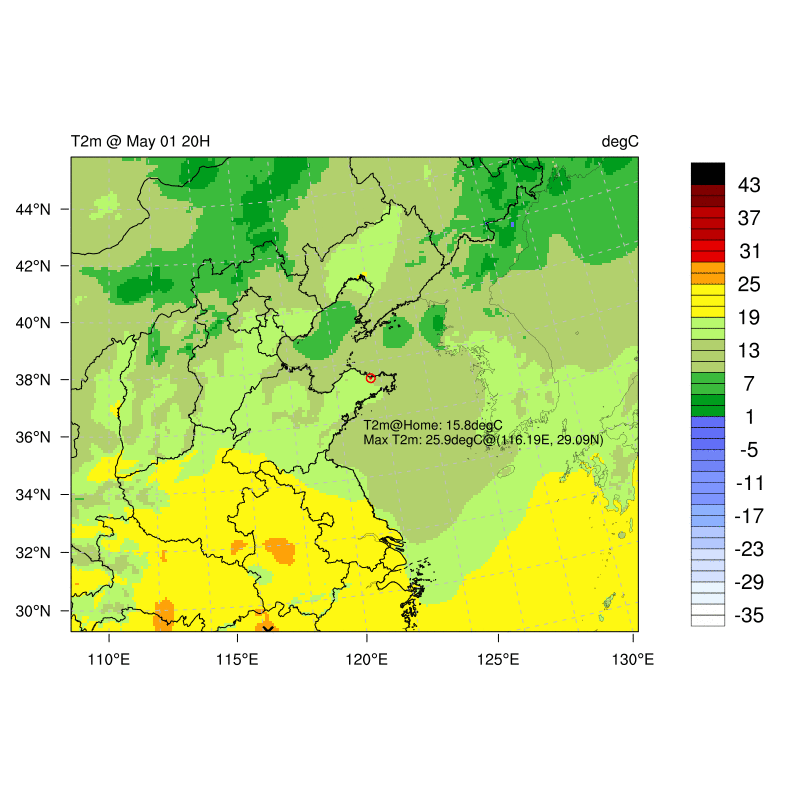 T2m @ May 01 20H
degC
44°N
42°N
40°N
38°N
36°N
34°N
32°N
30°N
110°E
115°E
120°E
125°E
130°E
T2m@Home: 15.8degC
Max T2m: 25.9degC@(116.19E, 29.09N)
43
37
31
25
19
13
7
1
-5
-11
-17
-23
-29
-35